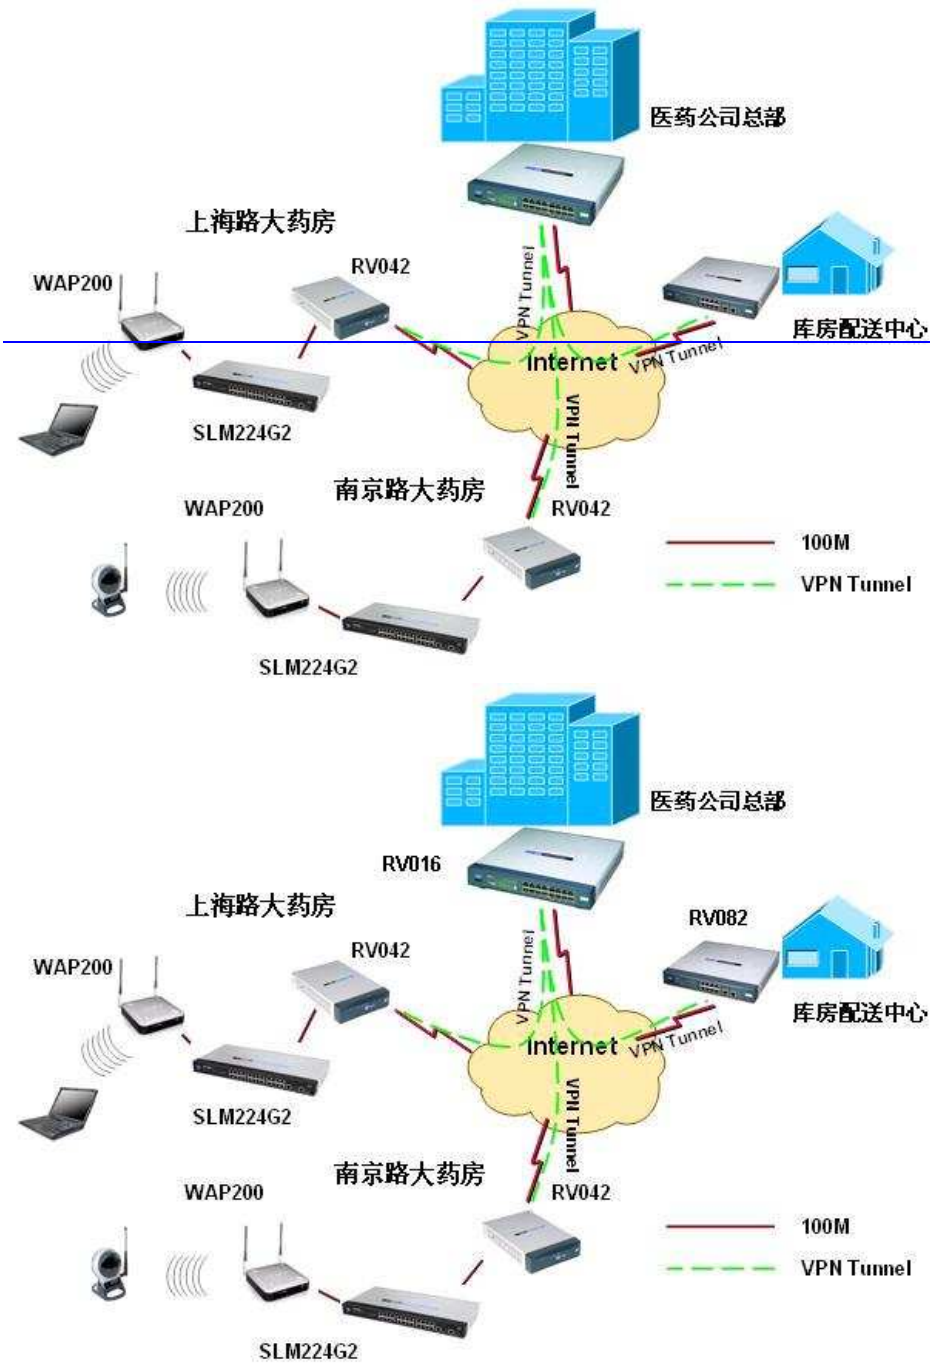 医药公司总部
上海路大药房
WAP200
RV042
VPN Tunnel
库房配送中心
Internet
VPN Tunnel
VPN Tunnel
SLM224G2
南京路大药房
WAP200
RV042
100M
VPN Tunnel
SLM224G2
医药公司总部
RV016
上海路大药房
RV082
WAP200
RV042
VPN Tunnel
库房配送中心
Internet
VPN Tunnel
VPN Tunnel
SLM224G2
南京路大药房
WAP200
RV042
100M
VPN Tunnel
SLM224G2